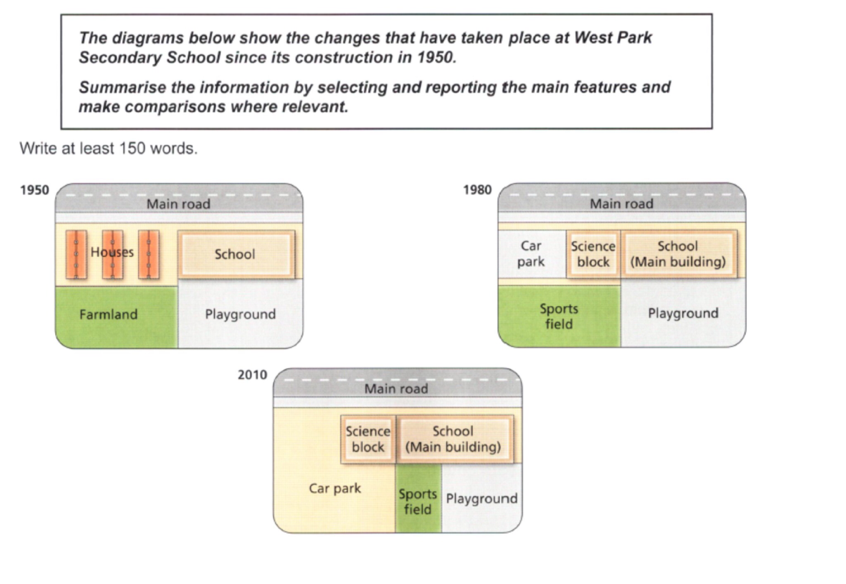 The diagrams below show the changes that have taken place at West Park
Secondary School since its construction in 1950.
Summarise the information by selecting and reporting the main features and
make comparisons where relevant.
Write at least 150 words.
1950
Main road
Houses
School
Farmland
Playground
1980
Main road
Car
park
Science
block
School
(Main building)
Sports
field
Playground
2010
Main road
Science
block
School
(Main building)
Car park
Sports
field
Playground